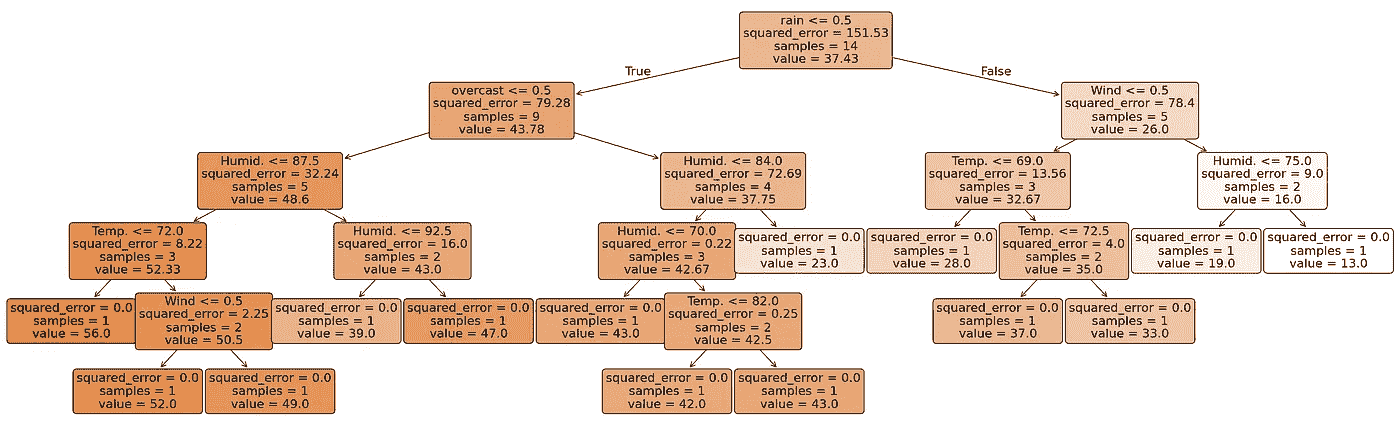 rain <= 0.5
squared_error = 151.53
samples = 14
value = 37.43
True
False
overcast <= 0.5
squared_error = 79.28
samples = 9
value = 43.78
Wind <= 0.5
squared_error = 78.4
samples = 5
value = 26.0
Humid. <= 87.5
squared_error = 32.24
samples = 5
value = 48.6
Humid. <= 84.0
squared_error = 72.69
samples = 4
value = 37.75
Temp. <= 69.0
squared_error = 13.56
samples = 3
value = 32.67
Humid. <= 75.0
squared_error = 9.0
samples = 2
value = 16.0
Temp. <= 72.0
squared_error = 8.22
samples = 3
value = 52.33
Humid. <= 92.5
squared_error = 16.0
samples = 2
value = 43.0
Humid. <= 70.0
squared_error = 0.22
samples = 3
value = 42.67
squared_error = 0.0
samples = 1
value = 23.0
squared_error = 0.0
samples = 1
value = 28.0
Temp. <= 72.5
squared_error = 4.0
samples = 2
value = 35.0
squared_error = 0.0
samples = 1
value = 19.0
squared_error = 0.0
samples = 1
value = 13.0
squared_error = 0.0
samples = 1
value = 56.0
Wind <= 0.5
squared_error = 2.25
samples = 2
value = 50.5
squared_error = 0.0
samples = 1
value = 39.0
squared_error = 0.0
samples = 1
value = 47.0
squared_error = 0.0
samples = 1
value = 43.0
Temp. <= 82.0
squared_error = 0.25
samples = 2
value = 42.5
squared_error = 0.0
samples = 1
value = 37.0
squared_error = 0.0
samples = 1
value = 33.0
squared_error = 0.0
samples = 1
value = 52.0
squared_error = 0.0
samples = 1
value = 49.0
squared_error = 0.0
samples = 1
value = 42.0
squared_error = 0.0
samples = 1
value = 43.0